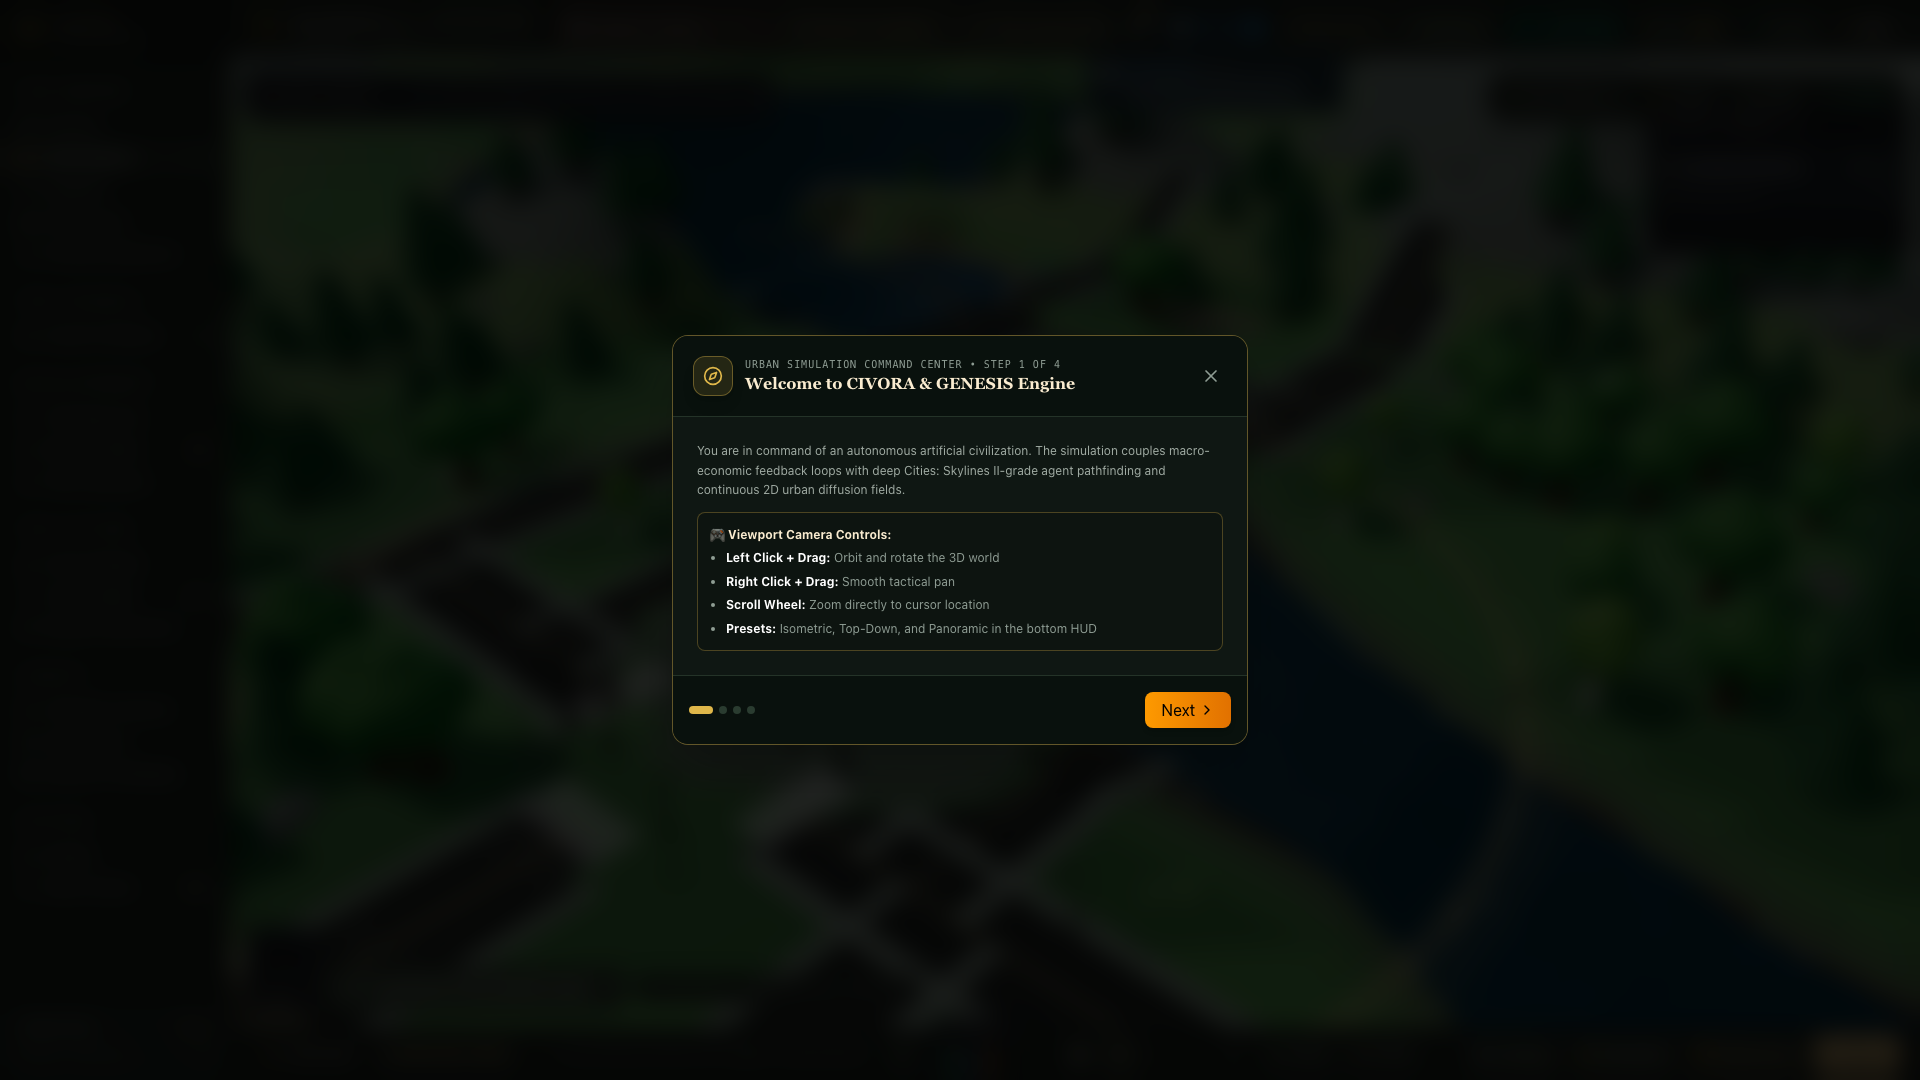 URBAN SIMULATION COMMAND CENTER • STEP 1 OF 4
Welcome to CIVORA & GENESIS Engine
You are in command of an autonomous artificial civilization. The simulation couples macro-
economic feedback loops with deep Cities: Skylines II-grade agent pathfinding and
continuous 2D urban diffusion fields.
🎮 Viewport Camera Controls:
• Left Click + Drag: Orbit and rotate the 3D world
• Right Click + Drag: Smooth tactical pan
• Scroll Wheel: Zoom directly to cursor location
• Presets: Isometric, Top-Down, and Panoramic in the bottom HUD
Next